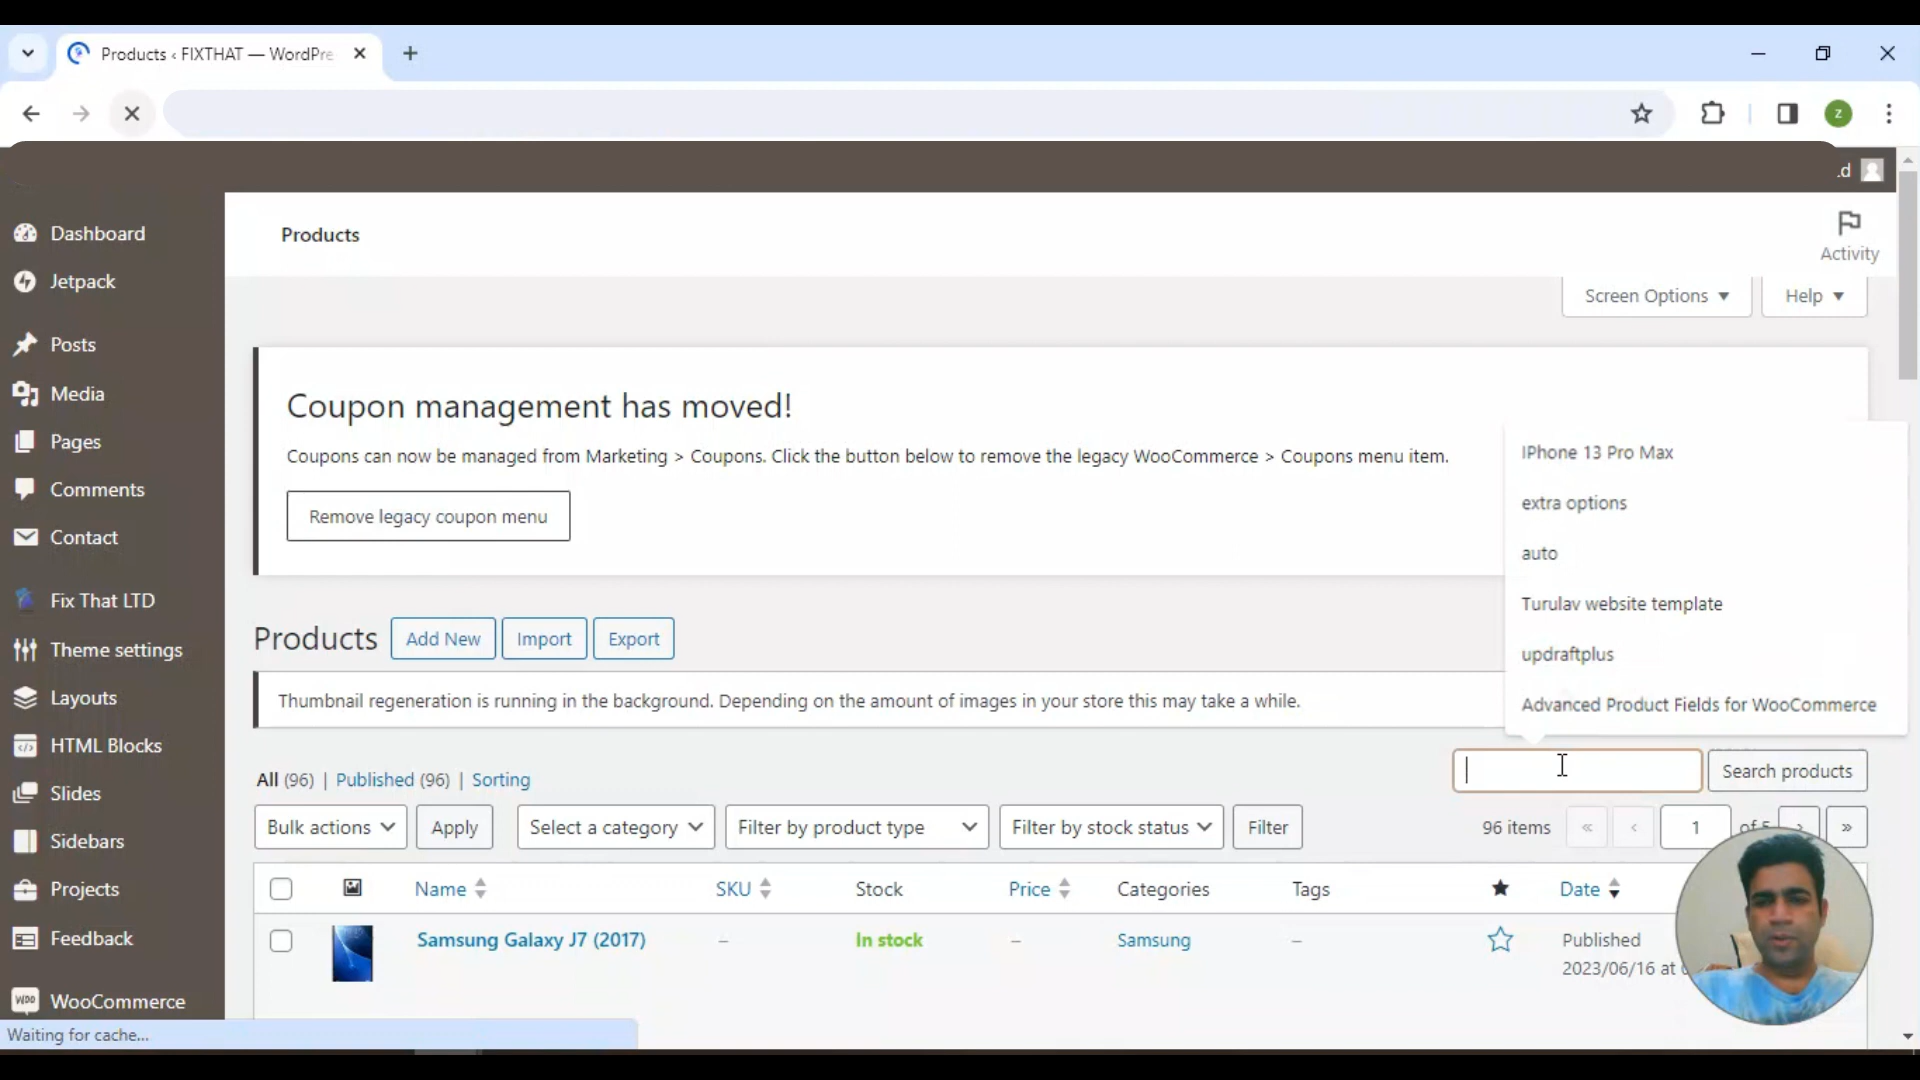 Products ‹ FIXTHAT — WordPre
z
.d
Dashboard
Jetpack
Posts
Media
Pages
Comments
Contact
Fix That LTD
Theme settings
Layouts
HTML Blocks
Slides
Sidebars
Projects
Feedback
WooCommerce
Products
Activity
Screen Options
Help
Coupon management has moved!
Coupons can now be managed from Marketing > Coupons. Click the button below to remove the legacy WooCommerce > Coupons menu item.
Remove legacy coupon menu
IPhone 13 Pro Max
extra options
auto
Turulav website template
updraftplus
Advanced Product Fields for WooCommerce
Products Add New Import Export
Thumbnail regeneration is running in the background. Depending on the amount of images in your store this may take a while.
All (96) | Published (96) | Sorting
Search products
Bulk actions Apply Select a category Filter by product type Filter by stock status Filter 96 items « ‹ 1 of 5 › »
Name SKU Stock Price Categories Tags Date
Samsung Galaxy J7 (2017) – In stock – Samsung – Published
2023/06/16 at
Waiting for cache...